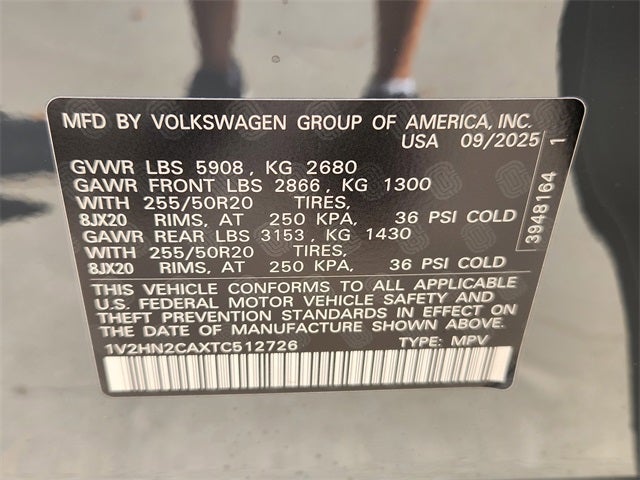 MFD BY VOLKSWAGEN GROUP OF AMERICA, INC.
USA 09/2025
GVWR LBS 5908, KG 2680
GAWR FRONT LBS 2866, KG 1300
WITH 255/50R20 TIRES,
8JX20 RIMS, AT 250 KPA, 36 PSI COLD
GAWR REAR LBS 3153, KG 1430
WITH 255/50R20 TIRES,
8JX20 RIMS, AT 250 KPA, 36 PSI COLD
THIS VEHICLE CONFORMS TO ALL APPLICABLE
U.S. FEDERAL MOTOR VEHICLE SAFETY AND
THEFT PREVENTION STANDARDS IN EFFECT ON
THE DATE OF MANUFACTURE SHOWN ABOVE.
1V2HN2CAXTC512726 TYPE: MPV
3948164 1